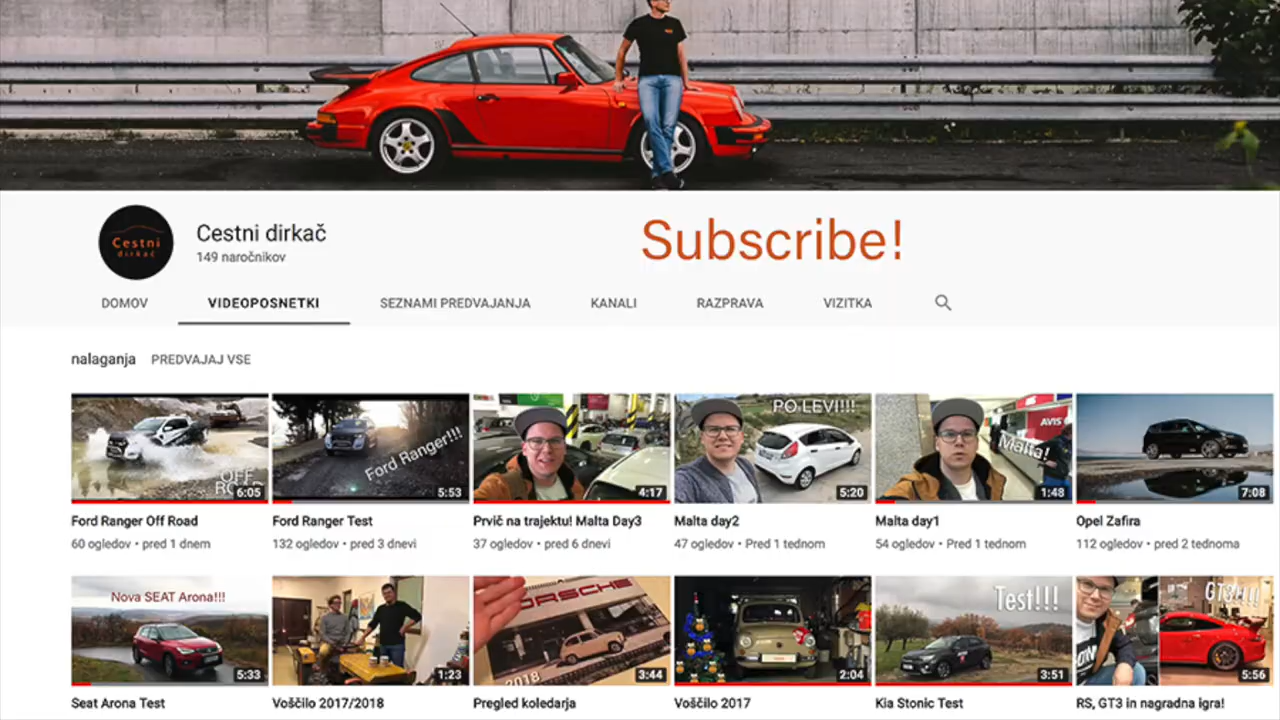 Cestni
dirkač
Cestni dirkač
149 naročnikov
Subscribe!
DOMOV
VIDEOPOSNETKI
SEZNAMI PREDVAJANJA
KANALI
RAZPRAVA
VIZITKA
nalaganja
PREDVAJAJ VSE
OFF
6:05
Ford Ranger!!!
5:53
4:17
PO LEVI!!!
5:20
AVIS
Malta!
1:48
7:08
Ford Ranger Off Road
Ford Ranger Test
Prvič na trajektu! Malta Day3
Malta day2
Malta day1
Opel Zafira
60 ogledov • pred 1 dnem
132 ogledov • pred 3 dnevi
37 ogledov • pred 6 dnevi
47 ogledov • Pred 1 tednom
54 ogledov • Pred 1 tednom
112 ogledov • pred 2 tednoma
Nova SEAT Arona!!!
5:33
1:23
2018
3:44
2:04
Test!!!
3:51
5:56
Seat Arona Test
Voščilo 2017/2018
Pregled koledarja
Voščilo 2017
Kia Stonic Test
RS, GT3 in nagradna igra!